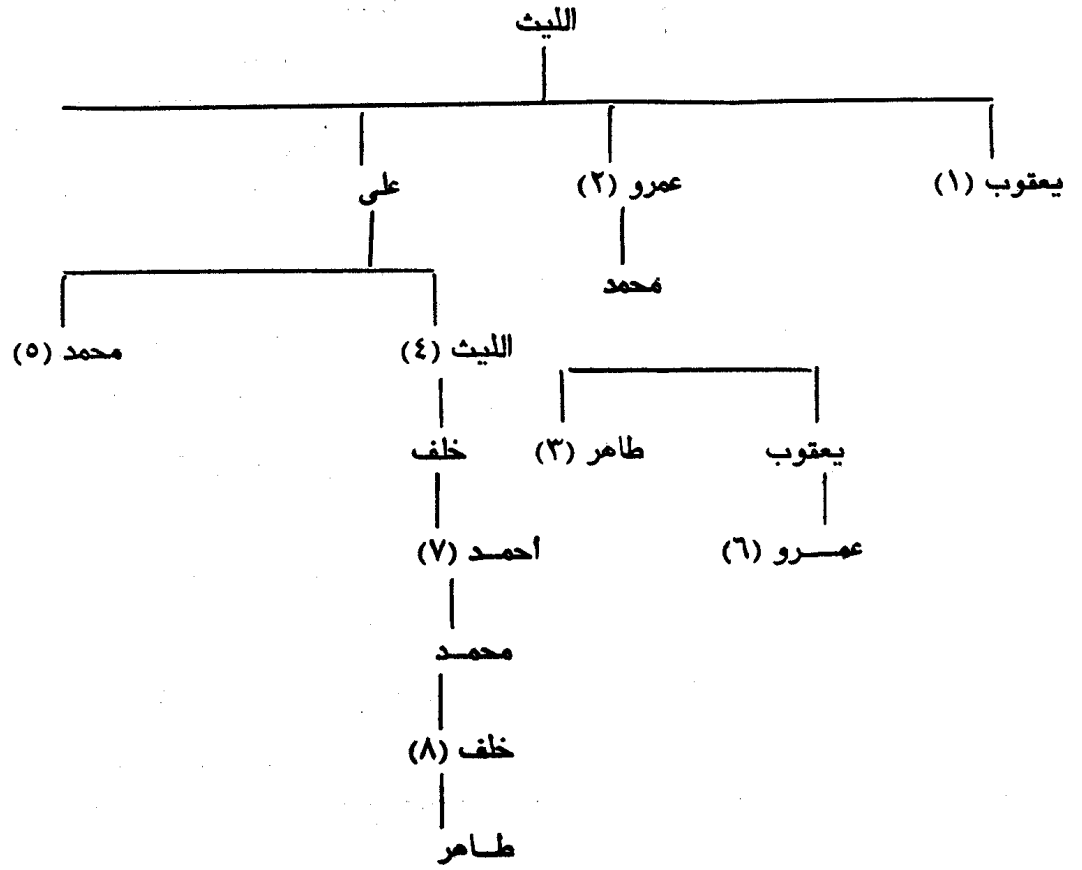 الليث
يعقوب (١) عمرو (٢) على
محمد
الليث (٤) محمد (٥)
يعقوب طاهر (٣) خلف
عمـــرو (٦) أحمـد (٧)
محمـد
خلف (٨)
طـاهر